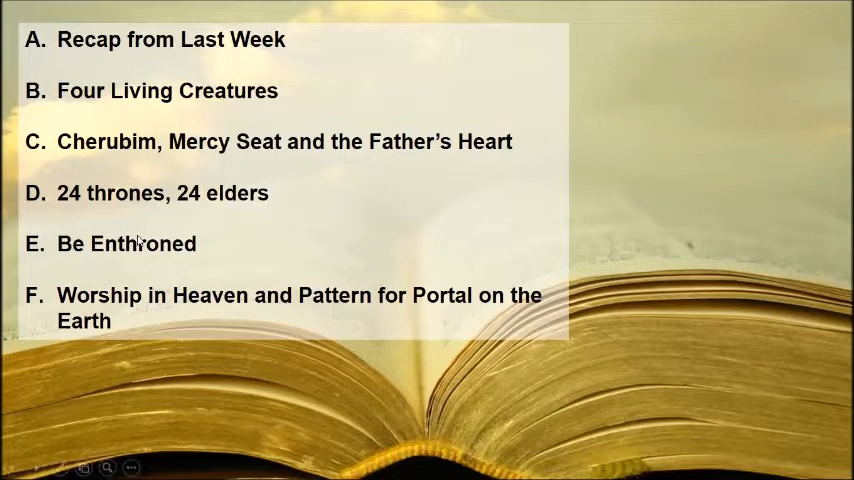 A. Recap from Last Week
B. Four Living Creatures
C. Cherubim, Mercy Seat and the Father's Heart
D. 24 thrones, 24 elders
E. Be Enthroned
F. Worship in Heaven and Pattern for Portal on the
Earth